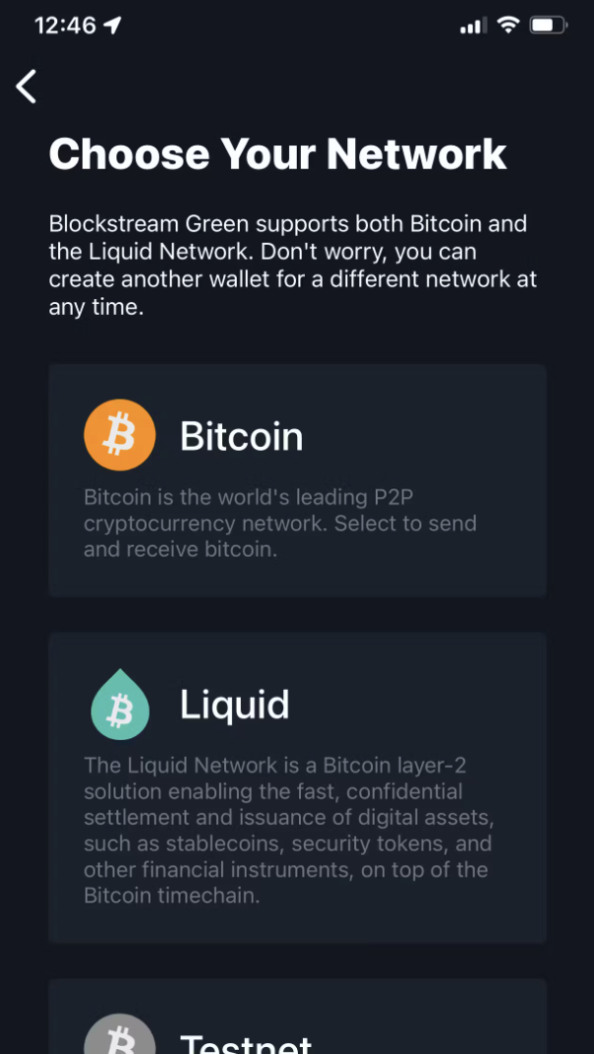 12:46
Choose Your Network
Blockstream Green supports both Bitcoin and
the Liquid Network. Don't worry, you can
create another wallet for a different network at
any time.
Bitcoin
Bitcoin is the world's leading P2P
cryptocurrency network. Select to send
and receive bitcoin.
Liquid
The Liquid Network is a Bitcoin layer-2
solution enabling the fast, confidential
settlement and issuance of digital assets,
such as stablecoins, security tokens, and
other financial instruments, on top of the
Bitcoin timechain.
Testnet